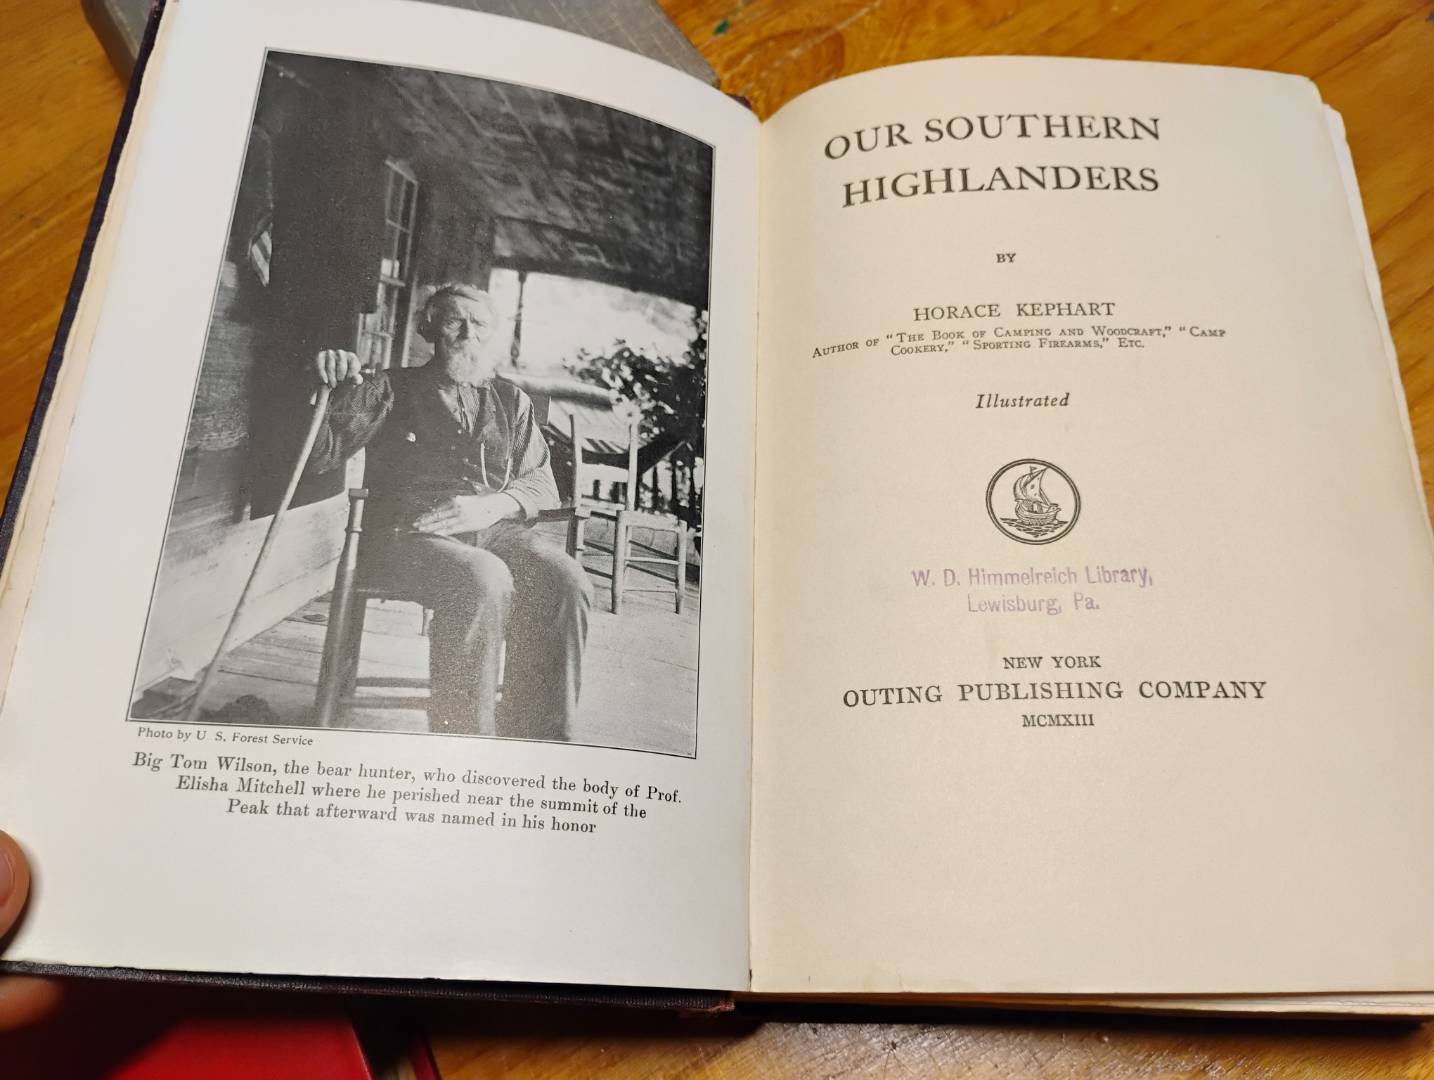 Photo by U S. Forest Service
Big Tom Wilson, the bear hunter, who discovered the body of Prof.
Elisha Mitchell where he perished near the summit of the
Peak that afterward was named in his honor
OUR SOUTHERN
HIGHLANDERS
BY
HORACE KEPHART
AUTHOR OF "THE BOOK OF CAMPING AND WOODCRAFT," "CAMP
COOKERY," "SPORTING FIREARMS," ETC.
Illustrated
W. D. Himmelreich Library,
Lewisburg, Pa.
NEW YORK
OUTING PUBLISHING COMPANY
MCMXIII